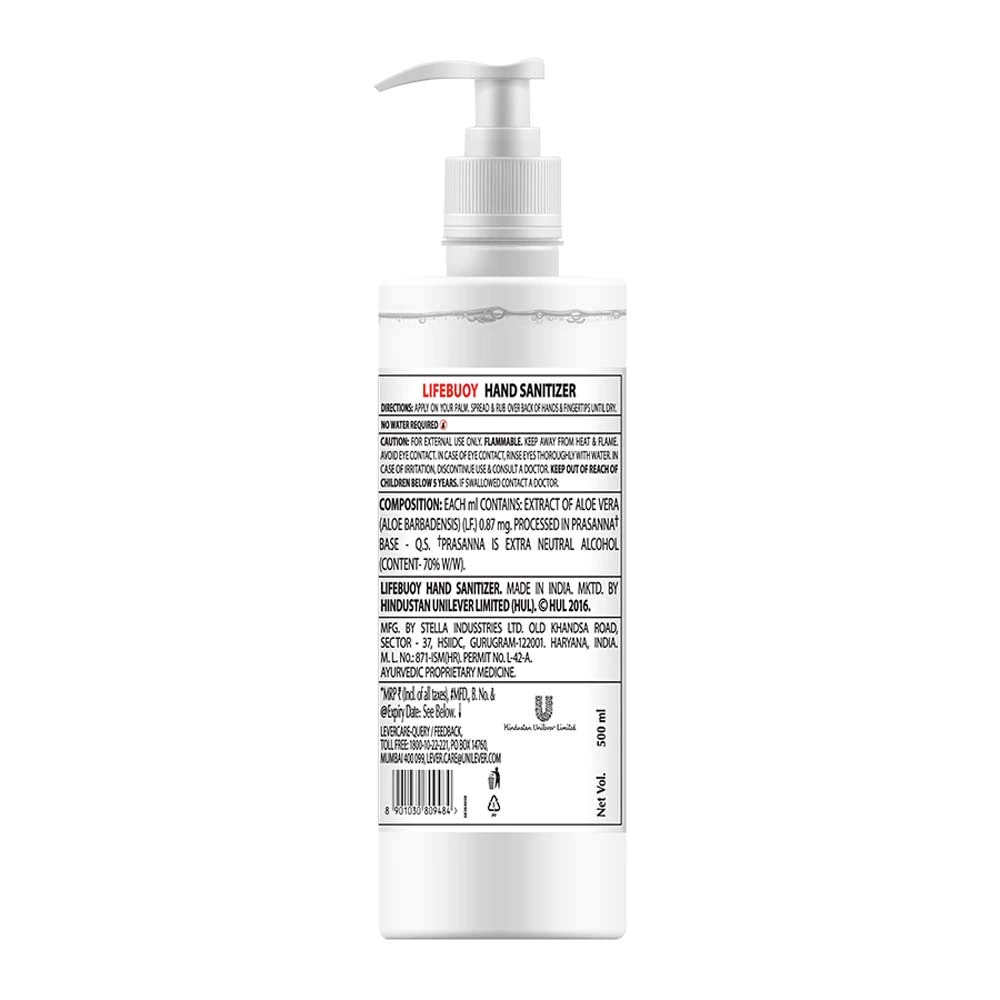 LIFEBUOY HAND SANITIZER
DIRECTIONS: APPLY ON YOUR PALM. SPREAD & RUB OVER BACK OF HANDS & FINGERTIPS UNTIL DRY.
NO WATER REQUIRED
CAUTION: FOR EXTERNAL USE ONLY. FLAMMABLE. KEEP AWAY FROM HEAT & FLAME.
AVOID EYE CONTACT. IN CASE OF EYE CONTACT, RINSE EYES THOROUGHLY WITH WATER. IN
CASE OF IRRITATION, DISCONTINUE USE & CONSULT A DOCTOR. KEEP OUT OF REACH OF
CHILDREN BELOW 5 YEARS. IF SWALLOWED CONTACT A DOCTOR.
COMPOSITION: EACH ml CONTAINS: EXTRACT OF ALOE VERA
(ALOE BARBADENSIS) (LF.) 0.87 mg. PROCESSED IN PRASANNA†
BASE - Q.S. †PRASANNA IS EXTRA NEUTRAL ALCOHOL
(CONTENT- 70% W/W).
LIFEBUOY HAND SANITIZER. MADE IN INDIA. MKTD. BY
HINDUSTAN UNILEVER LIMITED (HUL). © HUL 2016.
MFG. BY STELLA INDUSSTRIES LTD. OLD KHANDSA ROAD,
SECTOR - 37, HSIIDC, GURUGRAM-122001. HARYANA, INDIA.
M. L. No.: 871-ISM(HR). PERMIT No. L-42-A.
AYURVEDIC PROPRIETARY MEDICINE.
*MRP ₹ (Incl. of all taxes), #MFD., B. No. &
@Expiry Date: See Below. ↓
LEVERCARE-QUERY / FEEDBACK,
TOLL FREE: 1800-10-22-221, PO BOX 14760,
MUMBAI 400 099, LEVER.CARE@UNILEVER.COM
Hindustan Unilever Limited
8 901030 809484 >
Net Vol. 500 ml